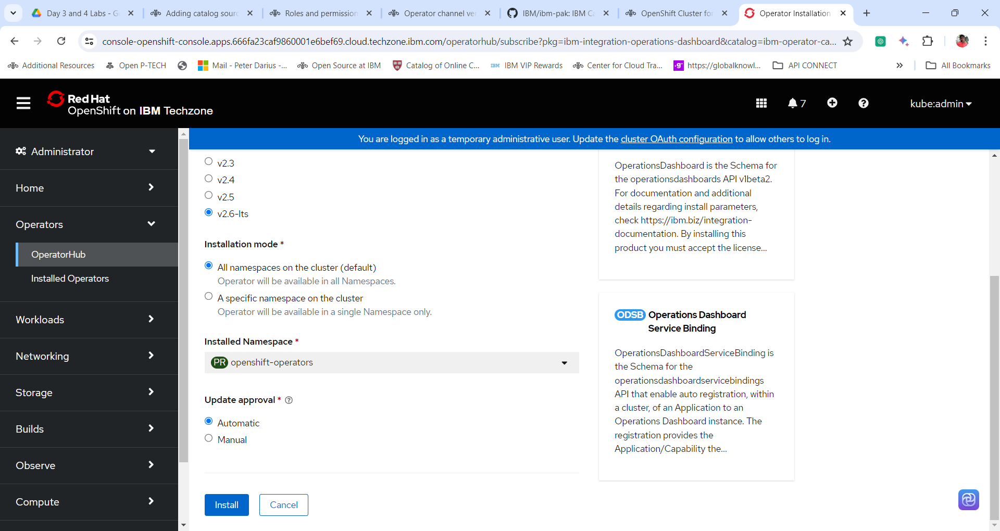 Day 3 and 4 Labs - G
Adding catalog sourc
Roles and permission
Operator channel ver
IBM/ibm-pak: IBM Ca
OpenShift Cluster for
Operator Installation
console-openshift-console.apps.666fa23caf9860001e6bef69.cloud.techzone.ibm.com/operatorhub/subscribe?pkg=ibm-integration-operations-dashboard&catalog=ibm-operator-ca...
Additional Resources
Open P-TECH
Mail - Peter Darius -...
Open Source at IBM
Catalog of Online C...
IBM
IBM VIP Rewards
Center for Cloud Tra...
.g
https://globalknowl...
API CONNECT
All Bookmarks
Red Hat
OpenShift on IBM Techzone
7
kube:admin
You are logged in as a temporary administrative user. Update the cluster OAuth configuration to allow others to log in.
Administrator
Home
Operators
OperatorHub
Installed Operators
Workloads
Networking
Storage
Builds
Observe
Compute
v2.3
v2.4
v2.5
v2.6-lts
Installation mode *
All namespaces on the cluster (default)
Operator will be available in all Namespaces.
A specific namespace on the cluster
Operator will be available in a single Namespace only.
Installed Namespace *
PR openshift-operators
Update approval *
Automatic
Manual
Install
Cancel
OperationsDashboard is the Schema for
the operationsdashboards API v1beta2.
For documentation and additional
details regarding install parameters,
check https://ibm.biz/integration-
documentation. By installing this
product you must accept the license...
ODSB Operations Dashboard
Service Binding
OperationsDashboardServiceBinding is
the Schema for the
operationsdashboardservicebindings
API that enable auto registration, within
a cluster, of an Application to an
Operations Dashboard instance. The
registration provides the
Application/Capability the...